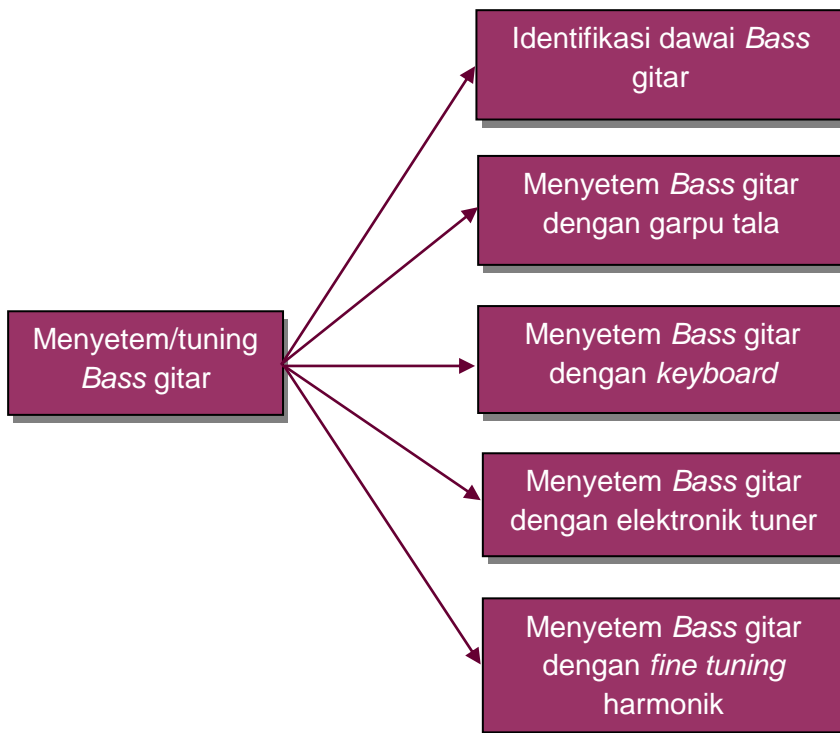 Menyetem/tuning
Bass gitar
Identifikasi dawai Bass
gitar
Menyetem Bass gitar
dengan garpu tala
Menyetem Bass gitar
dengan keyboard
Menyetem Bass gitar
dengan elektronik tuner
Menyetem Bass gitar
dengan fine tuning
harmonik